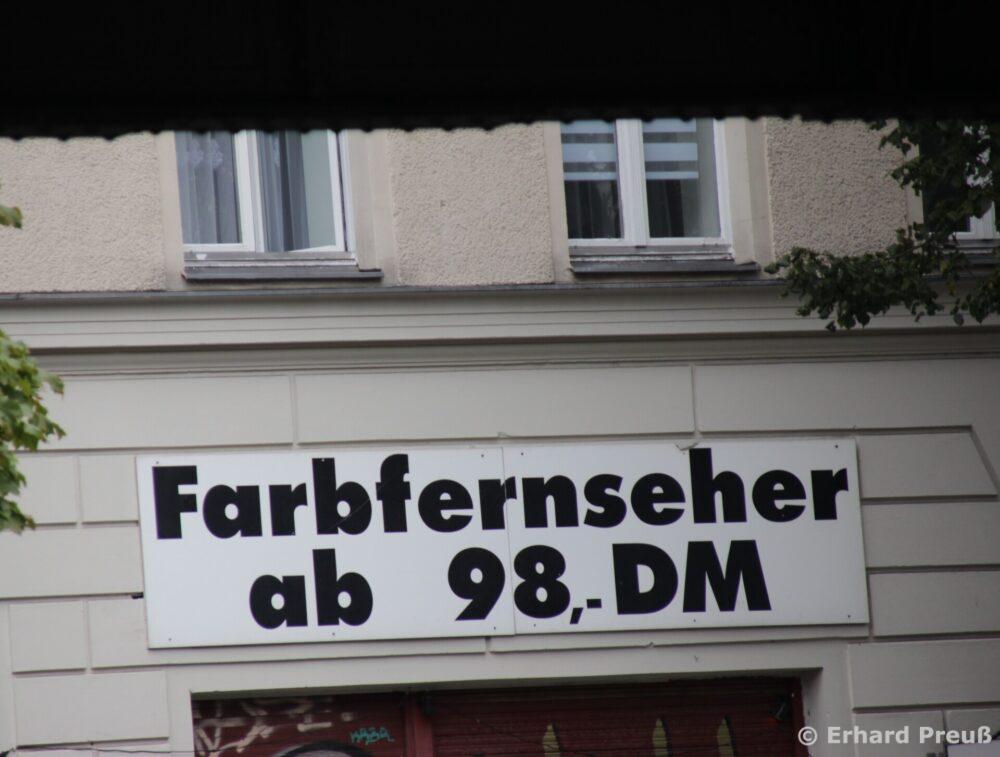 Farbfernseher
ab 98,- DM
© Erhard Preuß